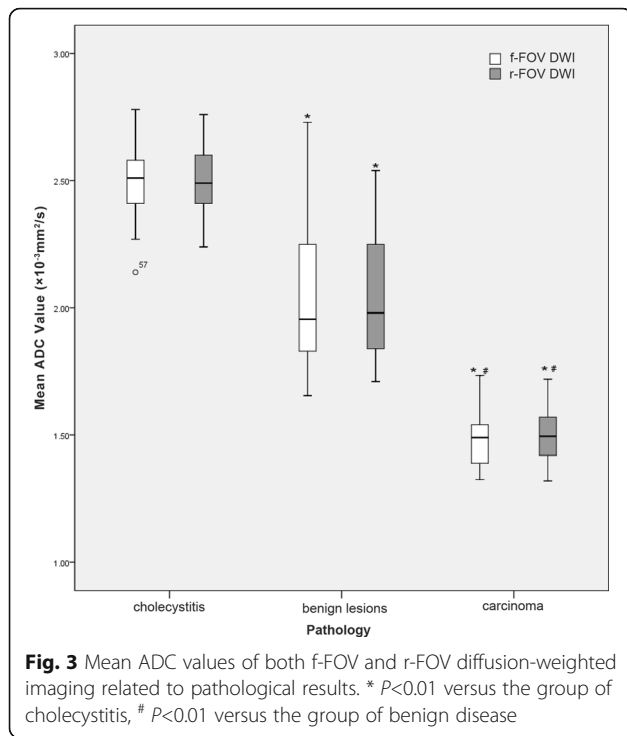 3.00
2.50
2.00
1.50
1.00
Mean ADC Value (×10⁻³mm²/s)
f-FOV DWI
r-FOV DWI
57
*
*
* #
* #
cholecystitis benign lesions carcinoma
Pathology
Fig. 3 Mean ADC values of both f-FOV and r-FOV diffusion-weighted
imaging related to pathological results. * P<0.01 versus the group of
cholecystitis, # P<0.01 versus the group of benign disease